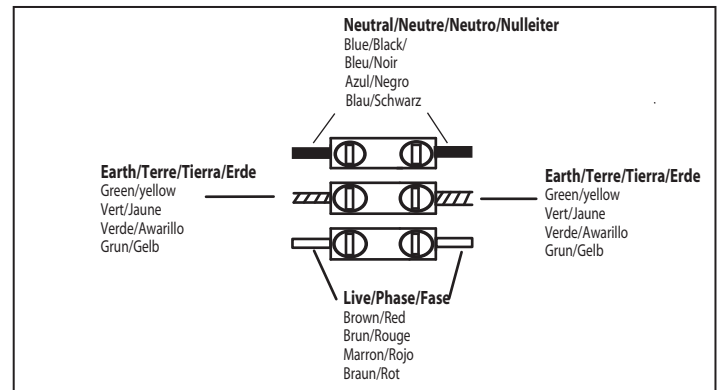 Neutral/Neutre/Neutro/Nulleiter
Blue/Black/
Bleu/Noir
Azul/Negro
Blau/Schwarz
Earth/Terre/Tierra/Erde
Green/yellow
Vert/Jaune
Verde/Awarillo
Grun/Gelb
Earth/Terre/Tierra/Erde
Green/yellow
Vert/Jaune
Verde/Awarillo
Grun/Gelb
Live/Phase/Fase
Brown/Red
Brun/Rouge
Marron/Rojo
Braun/Rot